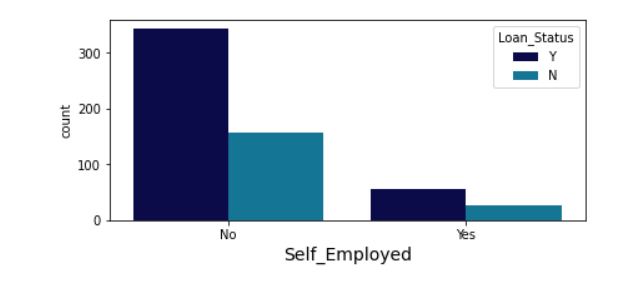 Loan_Status
Y
N
300
200
100
0
count
No
Yes
Self_Employed